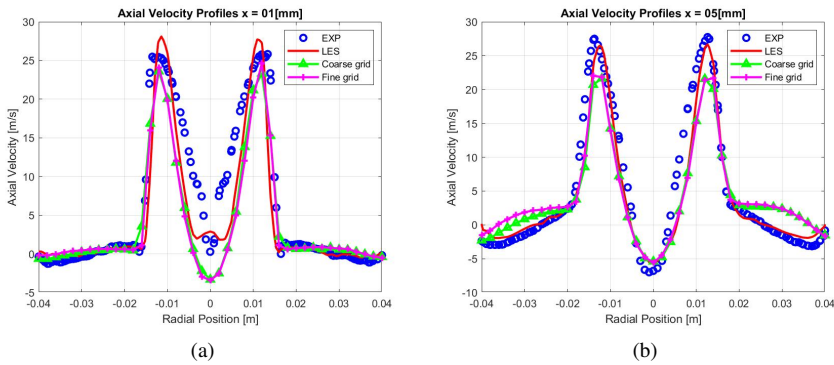 Axial Velocity Profiles x = 01[mm]
30
25
20
15
10
5
0
-5
Axial Velocity [m/s]
EXP
LES
Coarse grid
Fine grid
-0.04 -0.03 -0.02 -0.01 0 0.01 0.02 0.03 0.04
Radial Position [m]
(a)
Axial Velocity Profiles x = 05[mm]
30
25
20
15
10
5
0
-5
-10
Axial Velocity [m/s]
EXP
LES
Coarse grid
Fine grid
-0.04 -0.03 -0.02 -0.01 0 0.01 0.02 0.03 0.04
Radial Position [m]
(b)